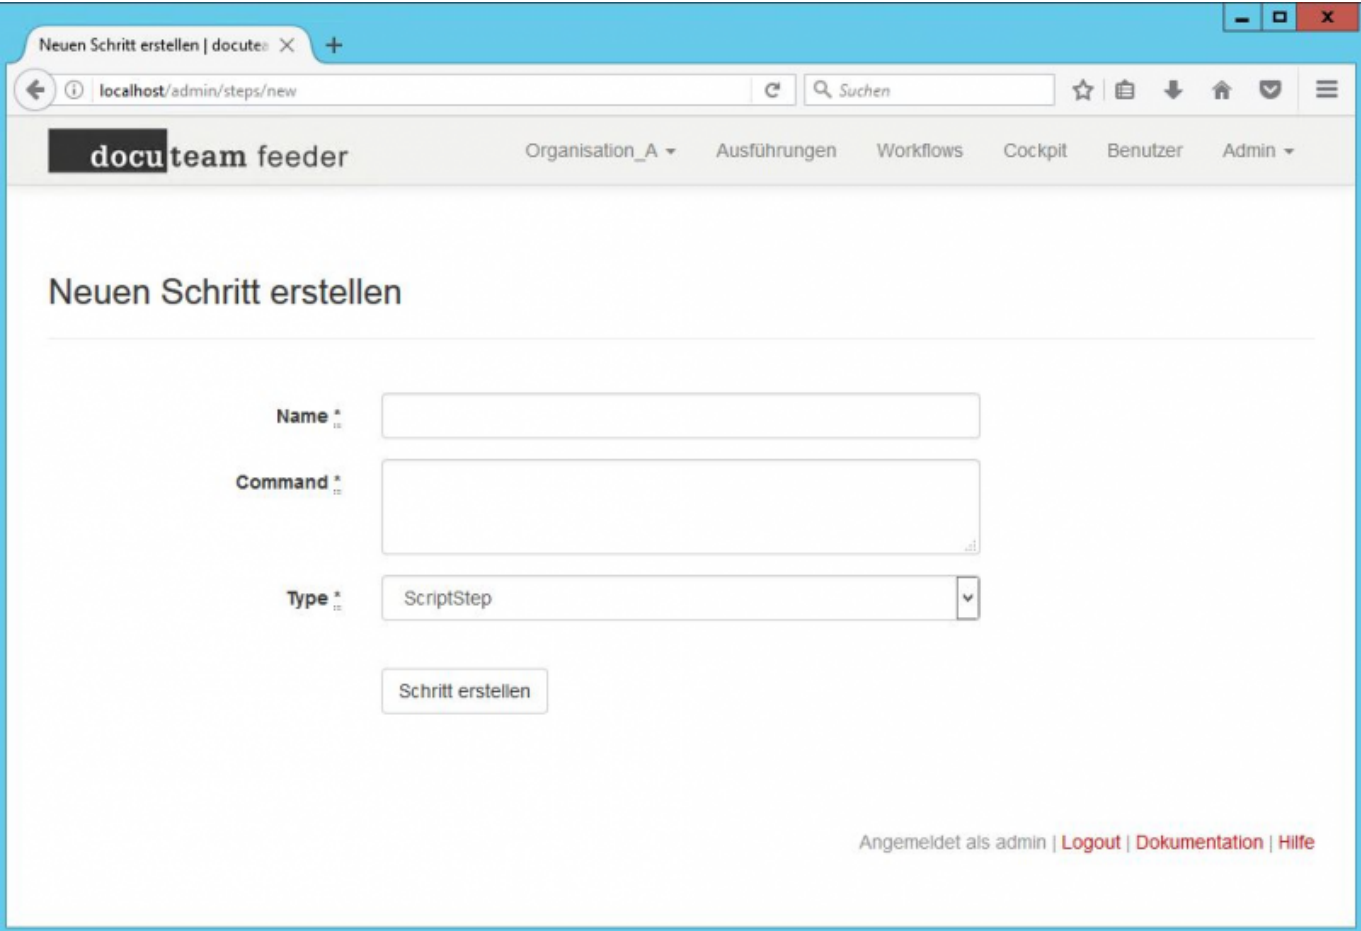 Neuen Schritt erstellen | docutea
localhost/admin/steps/new
Suchen
docuteam feeder
Organisation_A Ausführungen Workflows Cockpit Benutzer Admin
Neuen Schritt erstellen
Name *
Command *
Type * ScriptStep
Schritt erstellen
Angemeldet als admin | Logout | Dokumentation | Hilfe